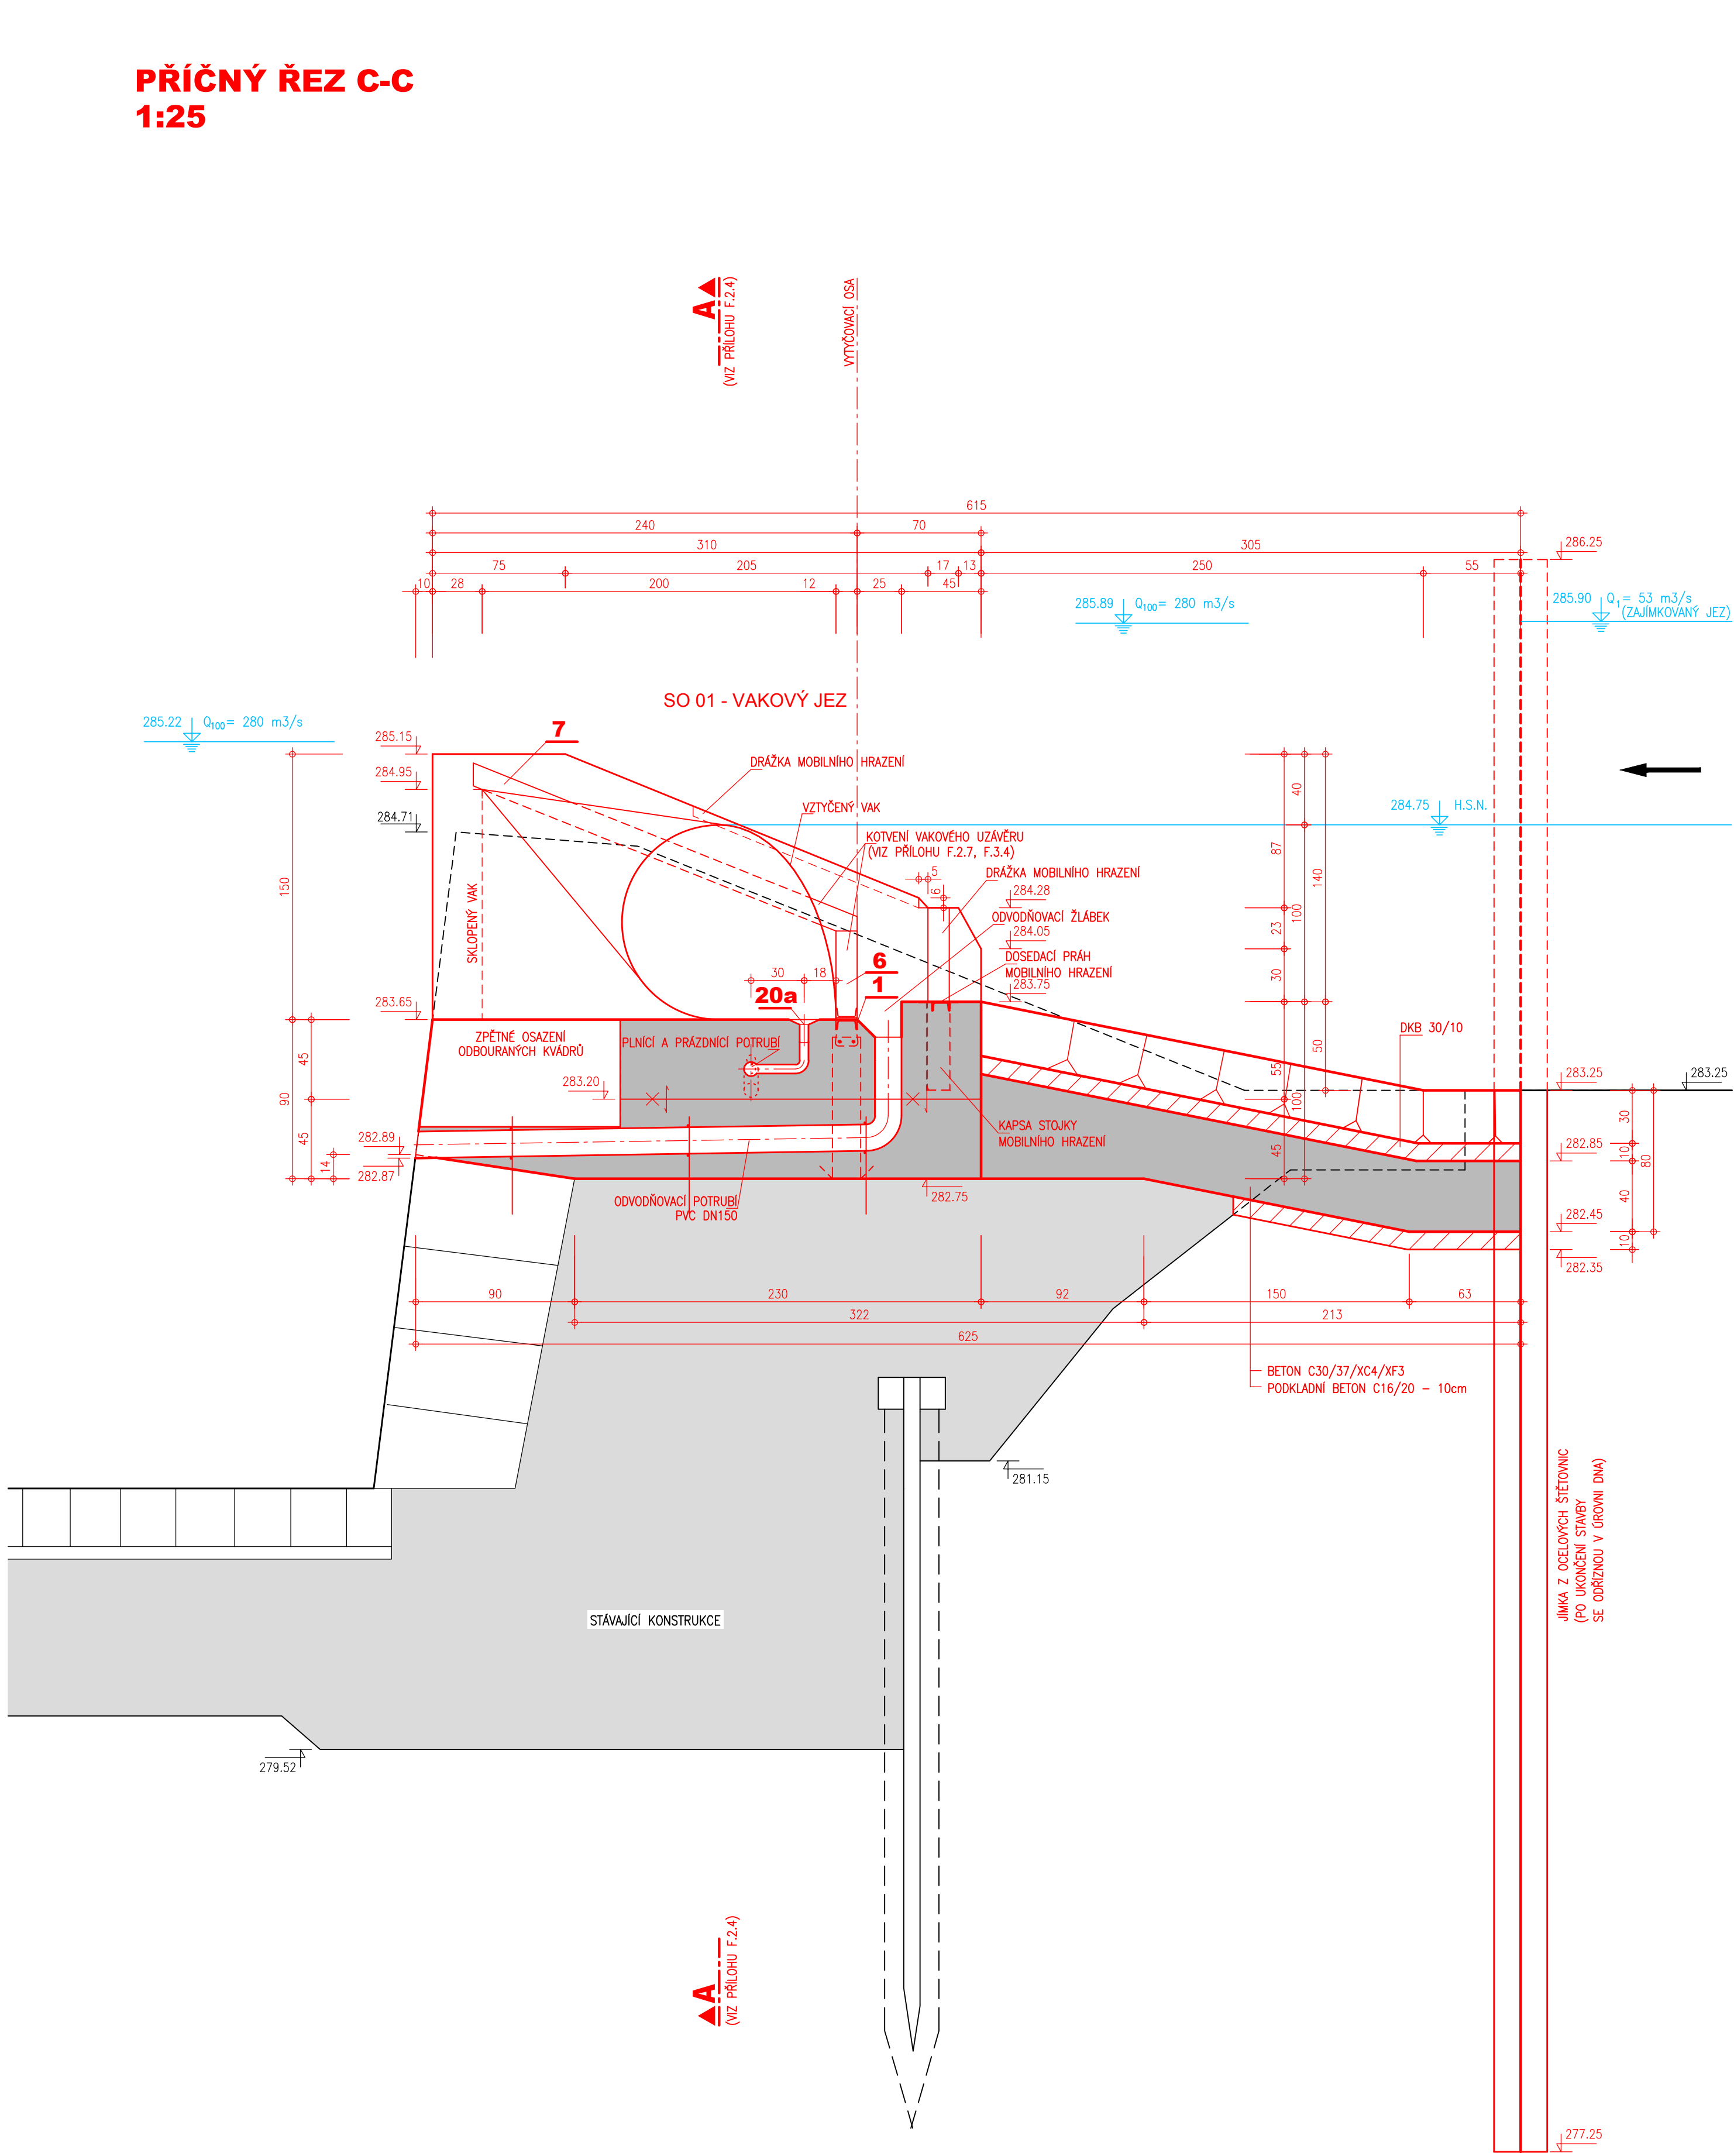 PŘÍČNÝ ŘEZ C-C
1:25
A
(VIZ PŘÍLOHU F.2.4)
VYTYČOVACÍ OSA
615
240
70
310
305
286.25
75
205
17
13
250
55
10
28
200
12
25
45
285.89
Q100= 280 m3/s
285.90
Q1= 53 m3/s
(ZAJÍMKOVANÝ JEZ)
SO 01 - VAKOVÝ JEZ
285.22
Q100= 280 m3/s
7
285.15
DRÁŽKA MOBILNÍHO HRAZENÍ
284.95
40
284.71
VZTYČENÝ VAK
284.75
H.S.N.
KOTVENÍ VAKOVÉHO UZÁVĚRU
(VIZ PŘÍLOHU F.2.7, F.3.4)
87
5
DRÁŽKA MOBILNÍHO HRAZENÍ
140
150
SKLOPENÝ VAK
6
284.28
100
ODVODŇOVACÍ ŽLÁBEK
23
284.05
DOSEDACÍ PRÁH
MOBILNÍHO HRAZENÍ
30
18
6
30
20a
1
283.75
283.65
ZPĚTNÉ OSAZENÍ
ODBOURANÝCH KVÁDRŮ
PLNÍCÍ A PRÁZDNÍCÍ POTRUBÍ
DKB 30/10
45
50
55
283.25
283.25
283.20
90
100
30
KAPSA STOJKY
MOBILNÍHO HRAZENÍ
45
282.89
45
282.85
10
80
14
282.87
ODVODŇOVACÍ POTRUBÍ
PVC DN150
282.75
40
282.45
10
282.35
90
230
92
150
63
322
213
625
BETON C30/37/XC4/XF3
PODKLADNÍ BETON C16/20 - 10cm
281.15
JÍMKA Z OCELOVÝCH ŠTĚTOVNIC
(PO UKONČENÍ STAVBY
SE ODŘÍZNOU V ÚROVNI DNA)
STÁVAJÍCÍ KONSTRUKCE
279.52
A
(VIZ PŘÍLOHU F.2.4)
277.25